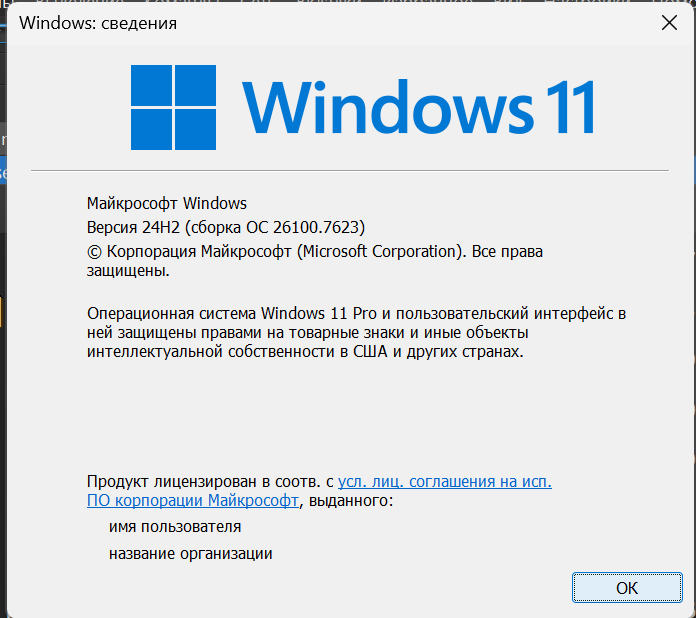 Windows: сведения
Windows 11
Майкрософт Windows
Версия 24H2 (сборка ОС 26100.7623)
© Корпорация Майкрософт (Microsoft Corporation). Все права
защищены.
Операционная система Windows 11 Pro и пользовательский интерфейс в
ней защищены правами на товарные знаки и иные объекты
интеллектуальной собственности в США и других странах.
Продукт лицензирован в соотв. с усл. лиц. соглашения на исп.
ПО корпорации Майкрософт, выданного:
имя пользователя
название организации
ОК